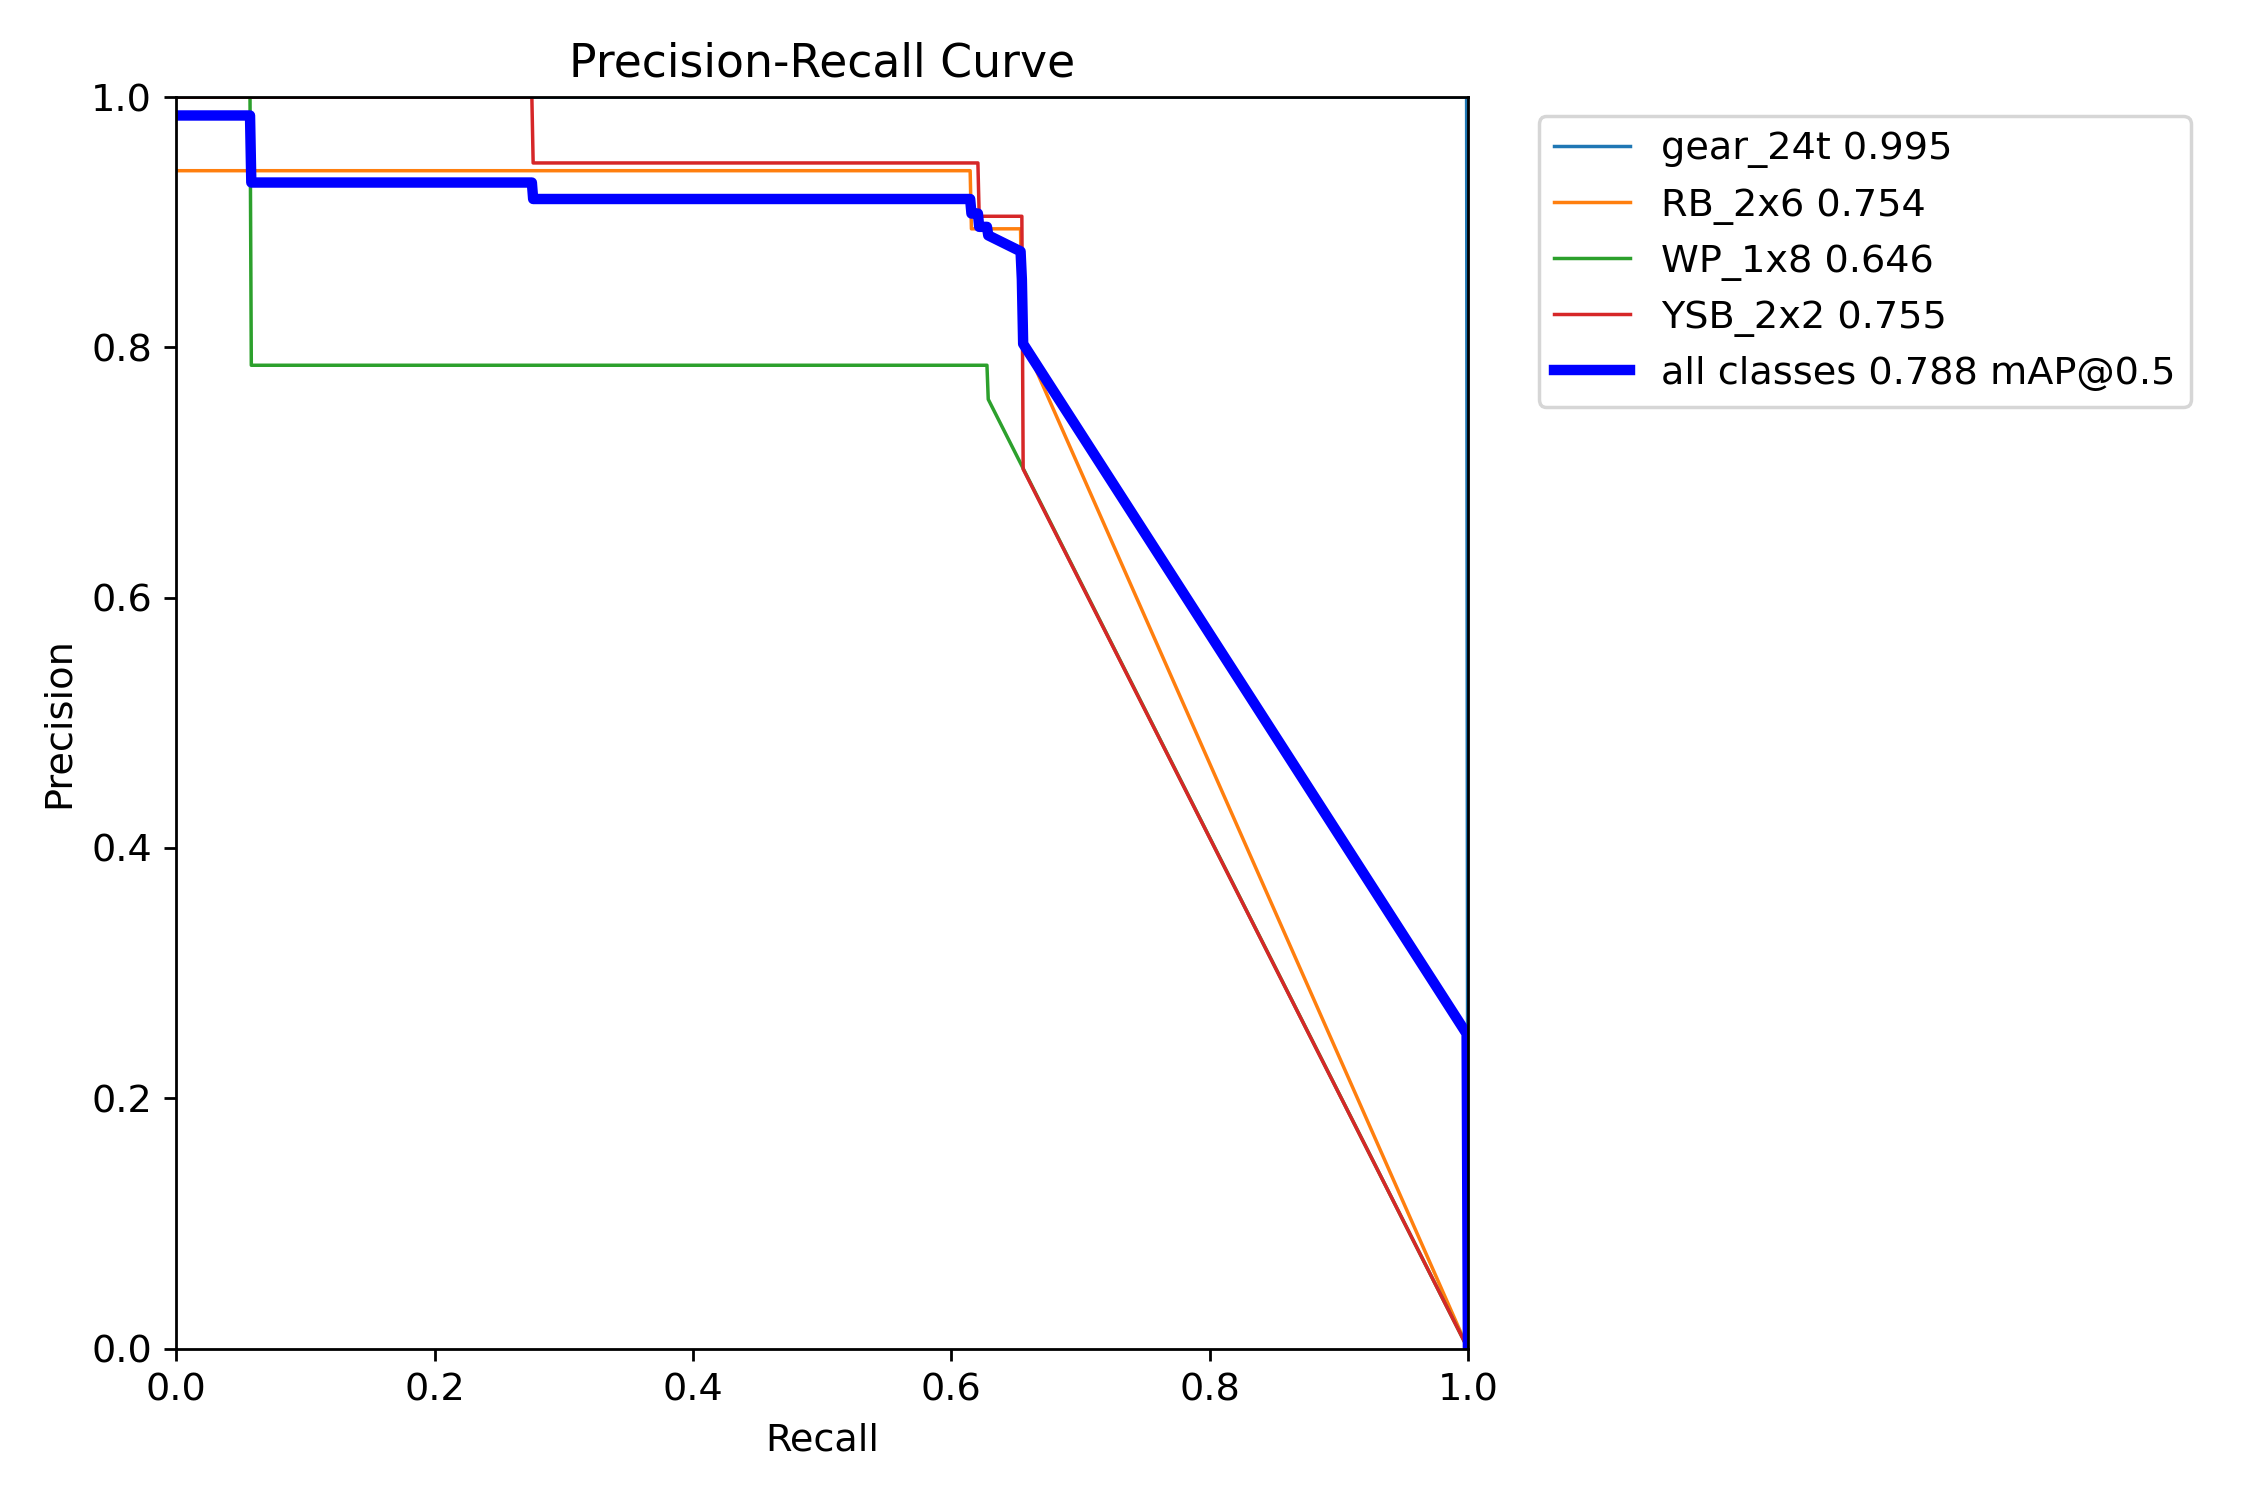 Precision-Recall Curve
1.0
0.8
0.6
0.4
0.2
0.0
Precision
0.0 0.2 0.4 0.6 0.8 1.0
Recall
gear_24t 0.995
RB_2x6 0.754
WP_1x8 0.646
YSB_2x2 0.755
all classes 0.788 mAP@0.5